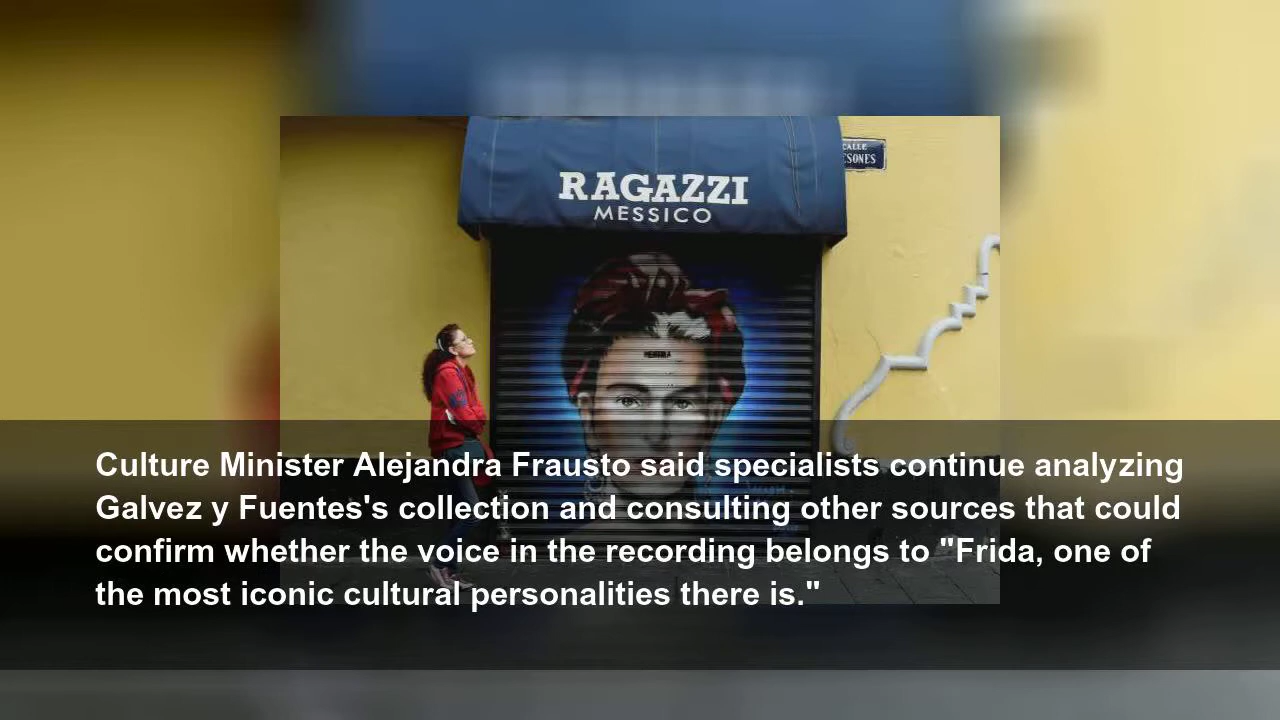 RAGAZZI
MESSICO
CALLE
Culture Minister Alejandra Frausto said specialists continue analyzing
Galvez y Fuentes's collection and consulting other sources that could
confirm whether the voice in the recording belongs to "Frida, one of
the most iconic cultural personalities there is."